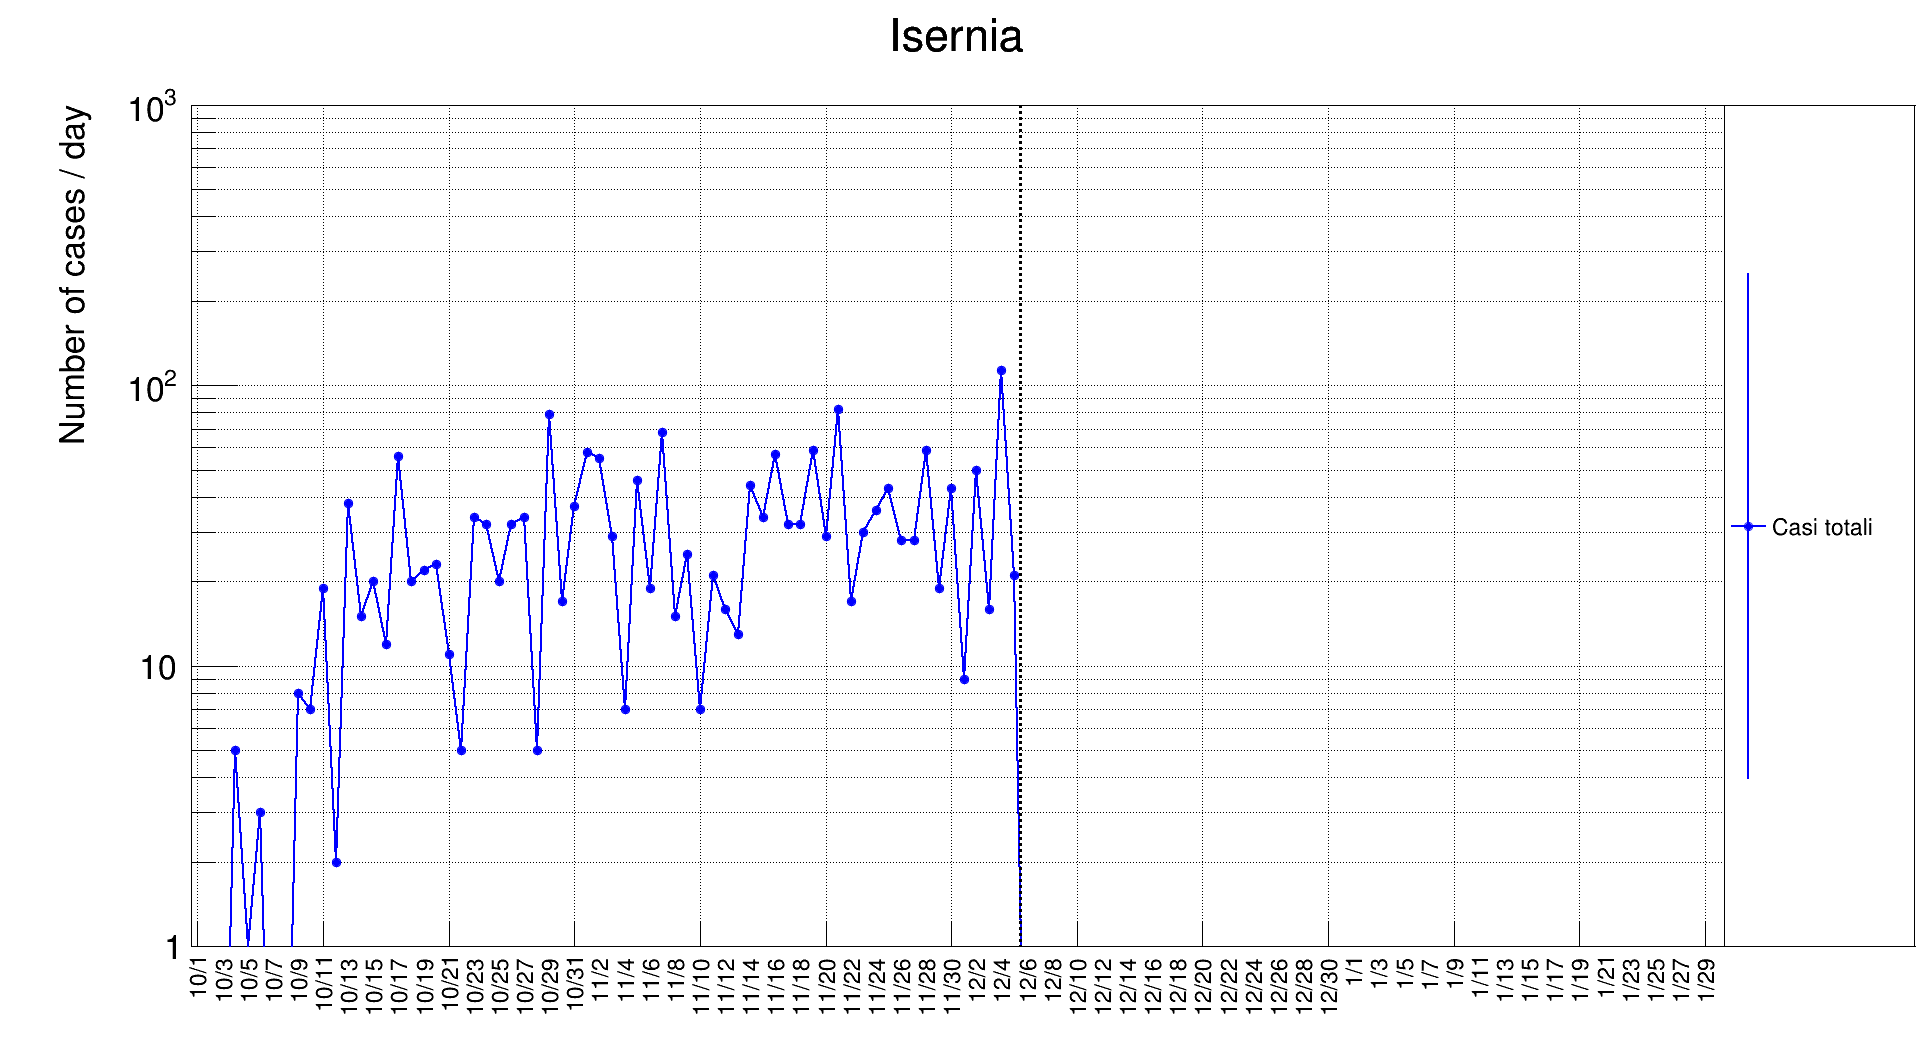 Isernia
Number of cases / day
10³
10²
10
1
10/1 10/3 10/5 10/7 10/9 10/11 10/13 10/15 10/17 10/19 10/21 10/23 10/25 10/27 10/29 10/31 11/2 11/4 11/6 11/8 11/10 11/12 11/14 11/16 11/18 11/20 11/22 11/24 11/26 11/28 11/30 12/2 12/4 12/6 12/8 12/10 12/12 12/14 12/16 12/18 12/20 12/22 12/24 12/26 12/28 12/30 1/1 1/3 1/5 1/7 1/9 1/11 1/13 1/15 1/17 1/19 1/21 1/23 1/25 1/27 1/29
Casi totali